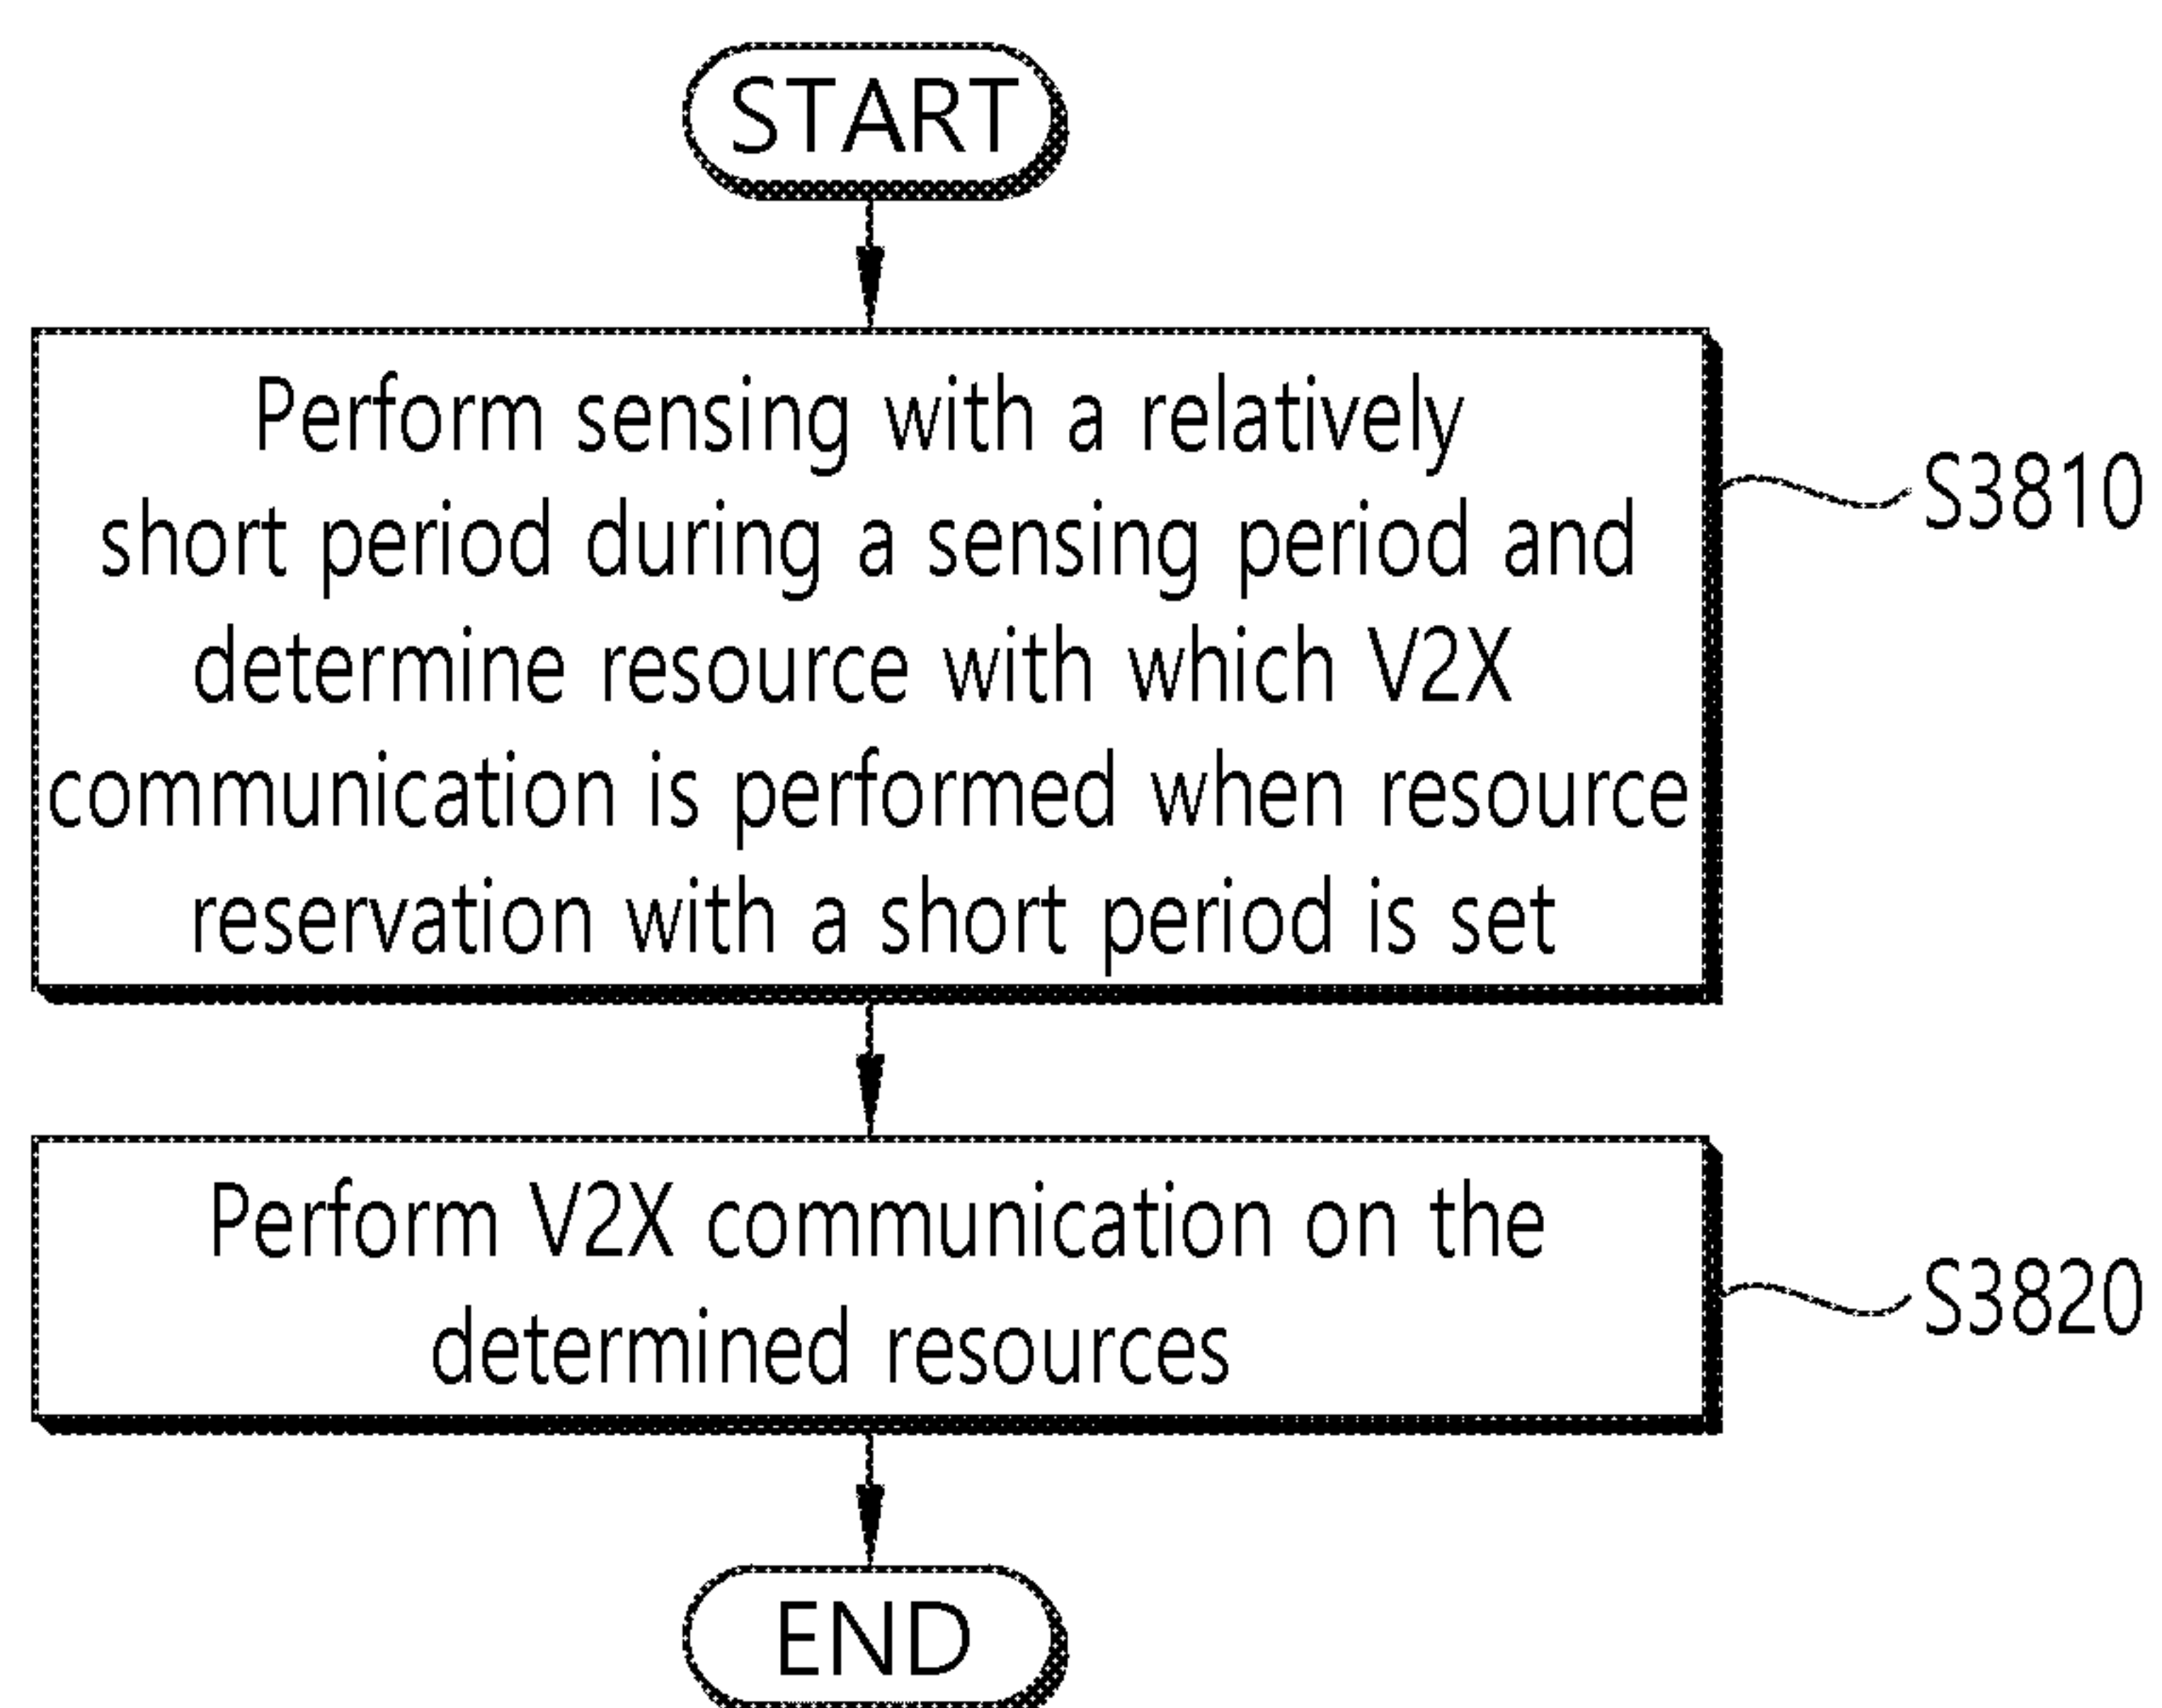 START
Perform sensing with a relatively
short period during a sensing period and
determine resource with which V2X
communication is performed when resource
reservation with a short period is set
S3810
Perform V2X communication on the
determined resources
S3820
END